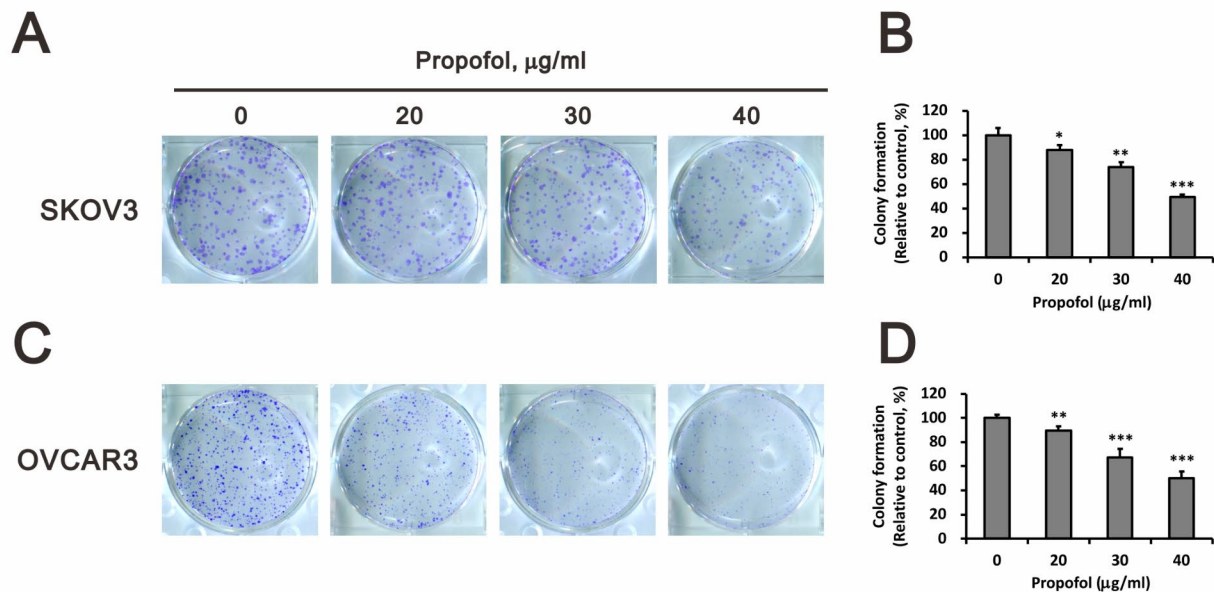 A
Propofol, μg/ml
0 20 30 40
SKOV3
B
Colony formation
(Relative to control, %)
120
100
80
60
40
20
0
*
**
***
0 20 30 40
Propofol (μg/ml)
C
OVCAR3
D
Colony formation
(Relative to control, %)
120
100
80
60
40
20
0
**
***
***
0 20 30 40
Propofol (μg/ml)